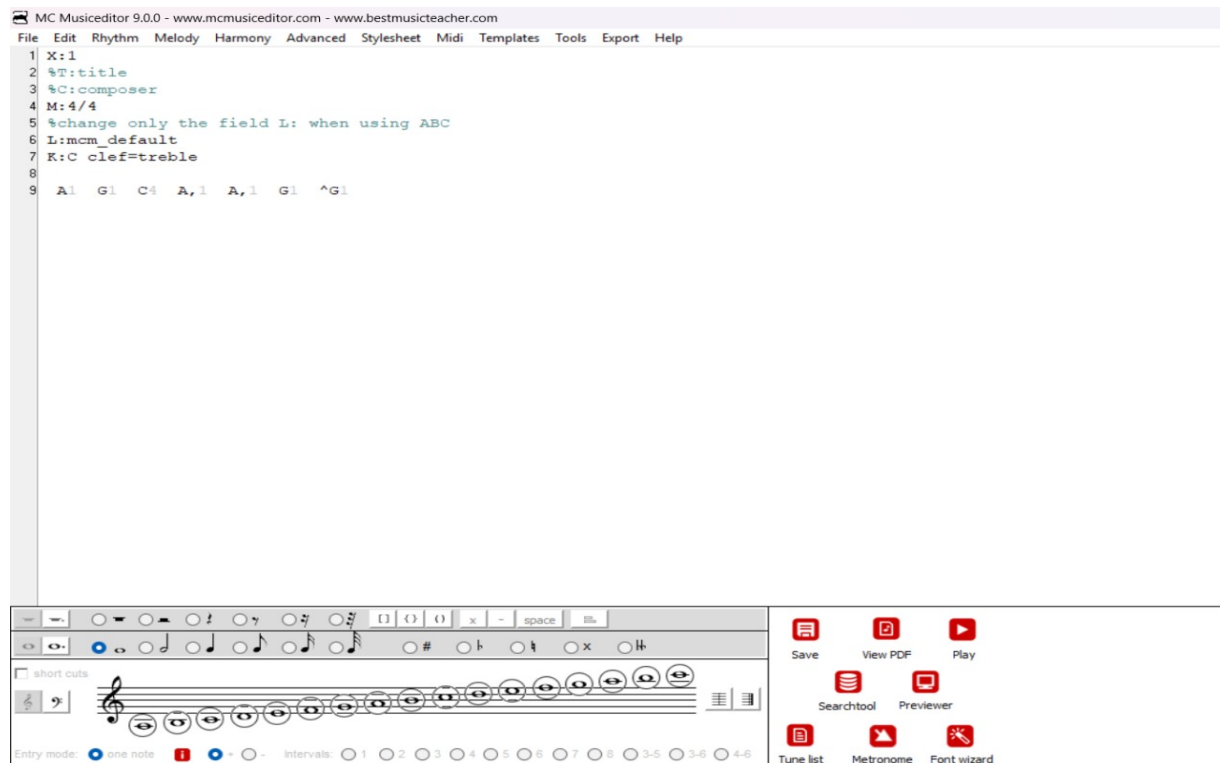 MC Musiceditor 9.0.0 - www.mcmusiceditor.com - www.bestmusicteacher.com
File Edit Rhythm Melody Harmony Advanced Stylesheet Midi Templates Tools Export Help
1 X:1
2 %T:title
3 %C:composer
4 M:4/4
5 %change only the field L: when using ABC
6 L:mcm_default
7 K:C clef=treble
8
9 A1 G1 C4 A,1 A,1 G1 ^G1
[] {} () x - space
short cuts
Entry mode: one note i + - Intervals: 1 2 3 4 5 6 7 8 3-5 3-6 4-6
Save View PDF Play
Searchtool Previewer
Tune list Metronome Font wizard